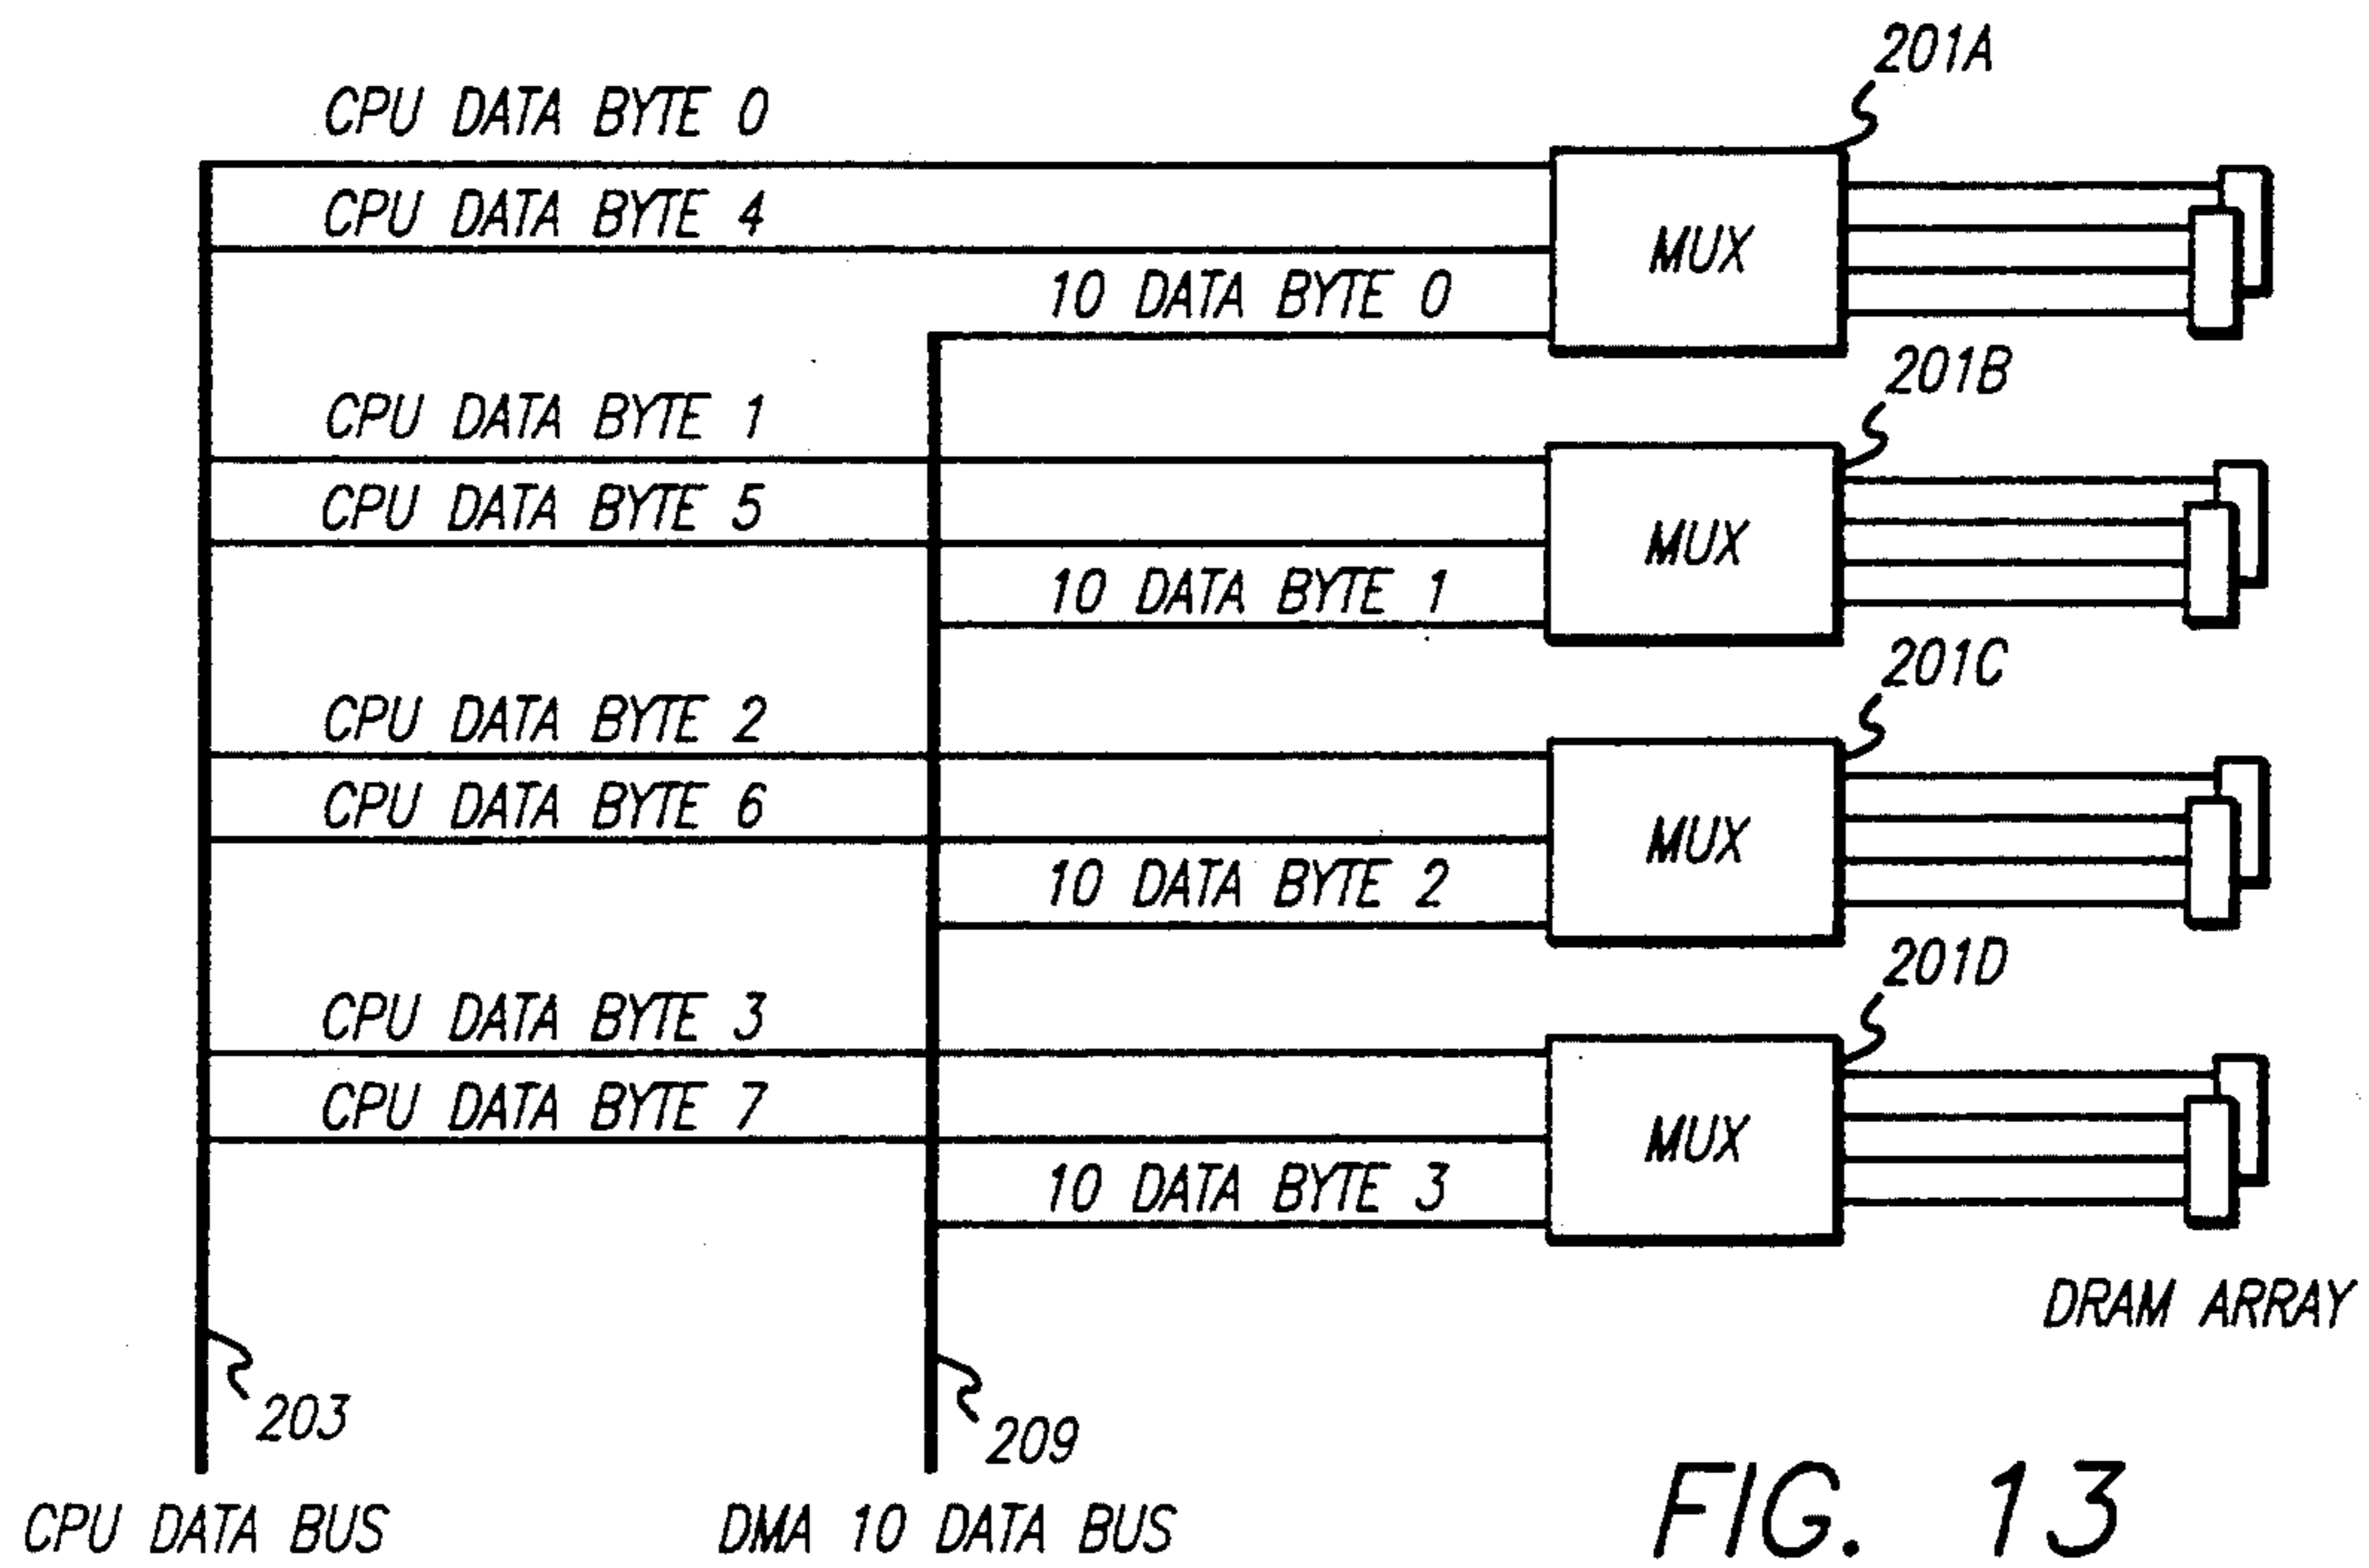 201A
CPU DATA BYTE 0
CPU DATA BYTE 4
MUX
10 DATA BYTE 0
201B
CPU DATA BYTE 1
CPU DATA BYTE 5
MUX
10 DATA BYTE 1
201C
CPU DATA BYTE 2
CPU DATA BYTE 6
MUX
10 DATA BYTE 2
201D
CPU DATA BYTE 3
CPU DATA BYTE 7
MUX
10 DATA BYTE 3
DRAM ARRAY
203
209
CPU DATA BUS
DMA 10 DATA BUS
FIG. 13